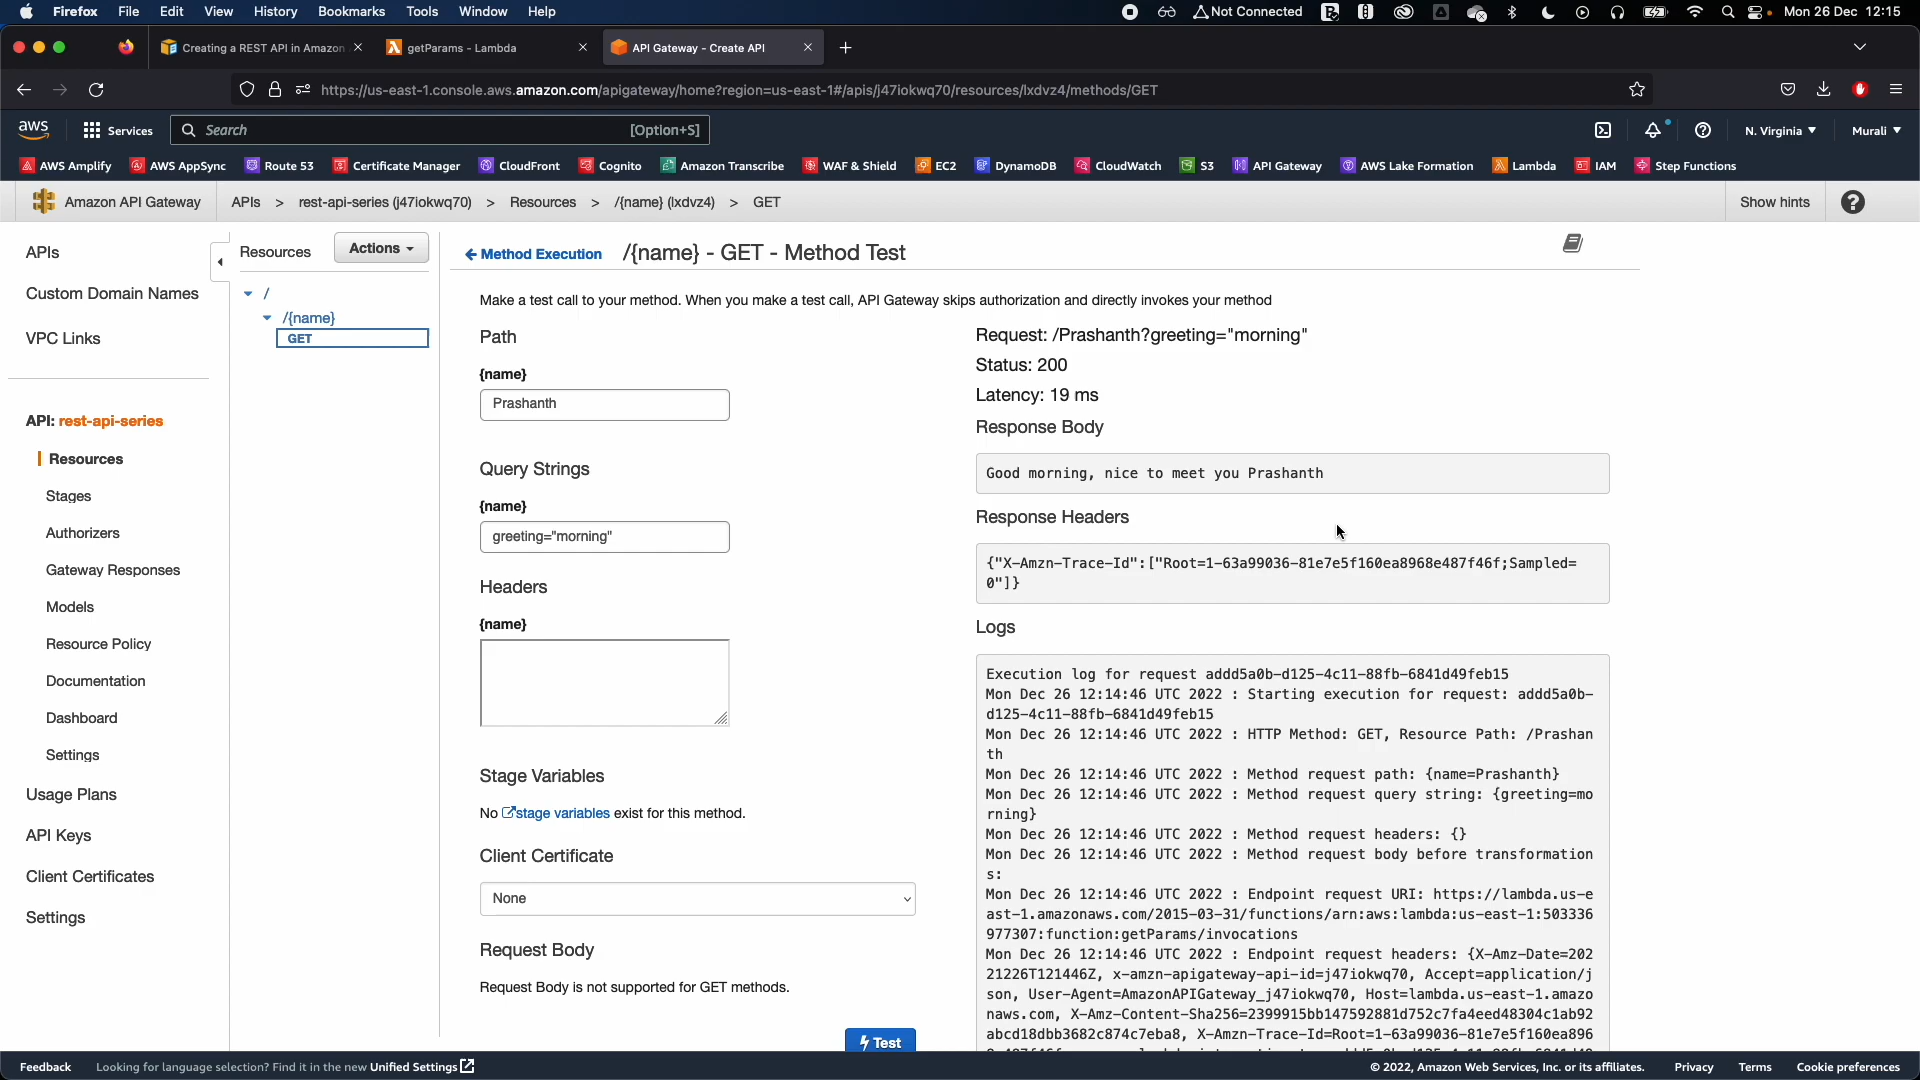 Firefox File Edit View History Bookmarks Tools Window Help
Not Connected
Mon 26 Dec 12:15
Creating a REST API in Amazon
getParams - Lambda
API Gateway - Create API
https://us-east-1.console.aws.amazon.com/apigateway/home?region=us-east-1#/apis/j47iokwq70/resources/lxdvz4/methods/GET
aws
Services
Search
[Option+S]
N. Virginia
Murali
AWS Amplify
AWS AppSync
Route 53
Certificate Manager
CloudFront
Cognito
Amazon Transcribe
WAF & Shield
EC2
DynamoDB
CloudWatch
S3
API Gateway
AWS Lake Formation
Lambda
IAM
Step Functions
Amazon API Gateway
APIs > rest-api-series (j47iokwq70) > Resources > /{name} (lxdvz4) > GET
Show hints
APIs
Custom Domain Names
VPC Links
API: rest-api-series
Resources
Stages
Authorizers
Gateway Responses
Models
Resource Policy
Documentation
Dashboard
Settings
Usage Plans
API Keys
Client Certificates
Settings
Resources
Actions
/
/{name}
GET
Method Execution
/{name} - GET - Method Test
Make a test call to your method. When you make a test call, API Gateway skips authorization and directly invokes your method
Path
{name}
Prashanth
Query Strings
{name}
greeting="morning"
Headers
{name}
Stage Variables
No stage variables exist for this method.
Client Certificate
None
Request Body
Request Body is not supported for GET methods.
Test
Request: /Prashanth?greeting="morning"
Status: 200
Latency: 19 ms
Response Body
Good morning, nice to meet you Prashanth
Response Headers
{"X-Amzn-Trace-Id":["Root=1-63a99036-81e7e5f160ea8968e487f46f;Sampled=
0"]}
Logs
Execution log for request addd5a0b-d125-4c11-88fb-6841d49feb15
Mon Dec 26 12:14:46 UTC 2022 : Starting execution for request: addd5a0b-
d125-4c11-88fb-6841d49feb15
Mon Dec 26 12:14:46 UTC 2022 : HTTP Method: GET, Resource Path: /Prashan
th
Mon Dec 26 12:14:46 UTC 2022 : Method request path: {name=Prashanth}
Mon Dec 26 12:14:46 UTC 2022 : Method request query string: {greeting=mo
rning}
Mon Dec 26 12:14:46 UTC 2022 : Method request headers: {}
Mon Dec 26 12:14:46 UTC 2022 : Method request body before transformation
s:
Mon Dec 26 12:14:46 UTC 2022 : Endpoint request URI: https://lambda.us-e
ast-1.amazonaws.com/2015-03-31/functions/arn:aws:lambda:us-east-1:503336
977307:function:getParams/invocations
Mon Dec 26 12:14:46 UTC 2022 : Endpoint request headers: {X-Amz-Date=202
21226T121446Z, x-amzn-apigateway-api-id=j47iokwq70, Accept=application/j
son, User-Agent=AmazonAPIGateway_j47iokwq70, Host=lambda.us-east-1.amazo
naws.com, X-Amz-Content-Sha256=2399915bb147592881d752c7fa4eed48304c1ab92
abcd18dbb3682c874c7eba8, X-Amzn-Trace-Id=Root=1-63a99036-81e7e5f160ea896
Feedback
Looking for language selection? Find it in the new Unified Settings
© 2022, Amazon Web Services, Inc. or its affiliates.
Privacy
Terms
Cookie preferences